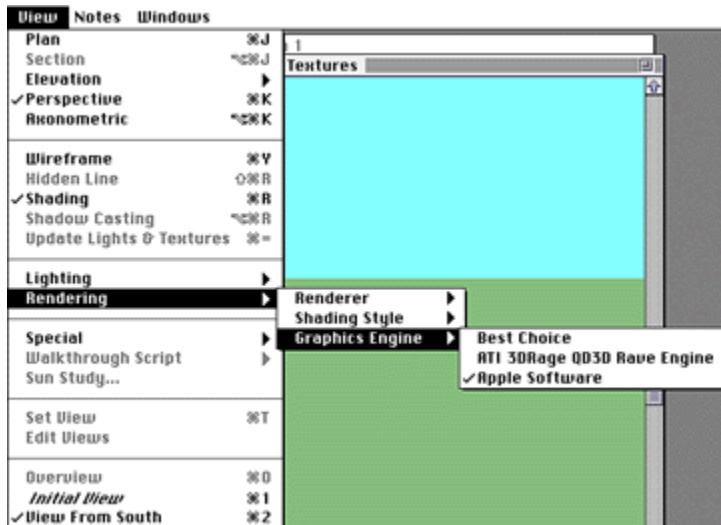 View Notes Windows
Plan ⌘J
1
Section ⌥⌘J
Textures
Elevation
✓Perspective ⌘K
Axonometric ⌥⌘K
Wireframe ⌘Y
Hidden Line ⇧⌘R
✓Shading ⌘R
Shadow Casting ⌥⌘R
Update Lights & Textures ⌘=
Lighting
Rendering
Renderer
Shading Style
Graphics Engine
Special
Best Choice
Walkthrough Script
ATI 3DRage QD3D Rave Engine
Sun Study...
✓Apple Software
Set View ⌘T
Edit Views
Overview ⌘0
Initial View ⌘1
✓View From South ⌘2